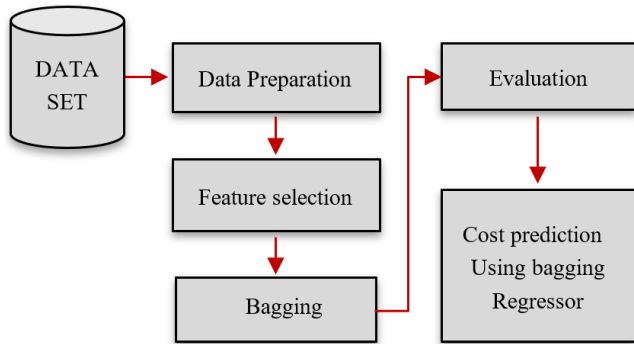 DATA
SET
Data Preparation
Feature selection
Bagging
Evaluation
Cost prediction
Using bagging
Regressor